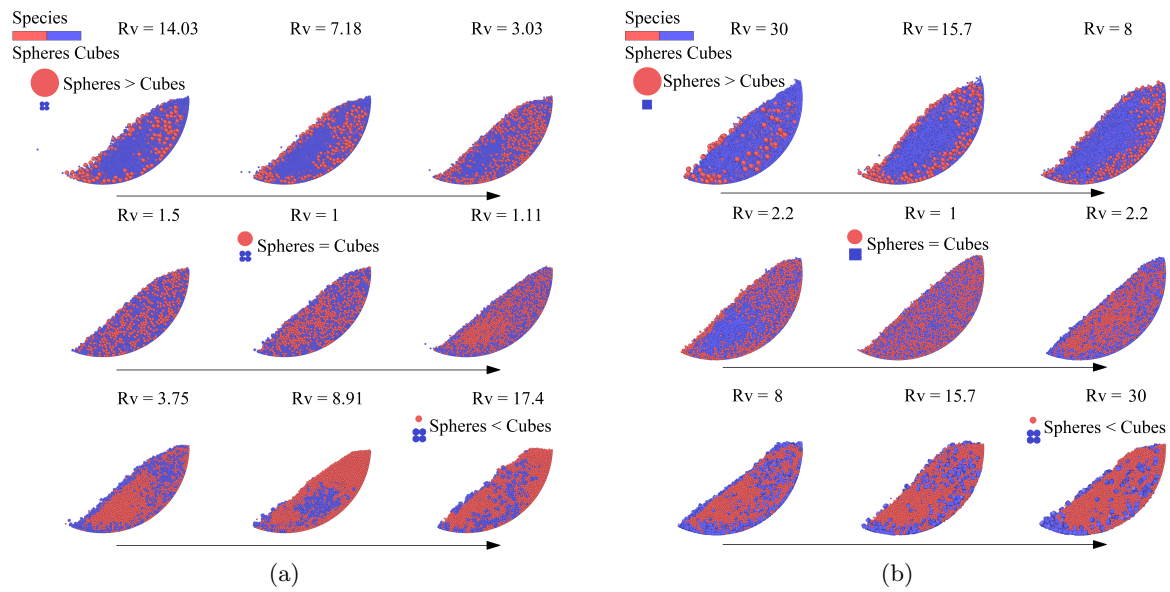 Species
Rv = 14.03
Rv = 7.18
Rv = 3.03
Spheres Cubes
Spheres > Cubes
Rv = 1.5
Rv = 1
Rv = 1.11
Spheres = Cubes
Rv = 3.75
Rv = 8.91
Rv = 17.4
Spheres < Cubes
(a)
Species
Rv = 30
Rv = 15.7
Rv = 8
Spheres Cubes
Spheres > Cubes
Rv = 2.2
Rv = 1
Rv = 2.2
Spheres = Cubes
Rv = 8
Rv = 15.7
Rv = 30
Spheres < Cubes
(b)